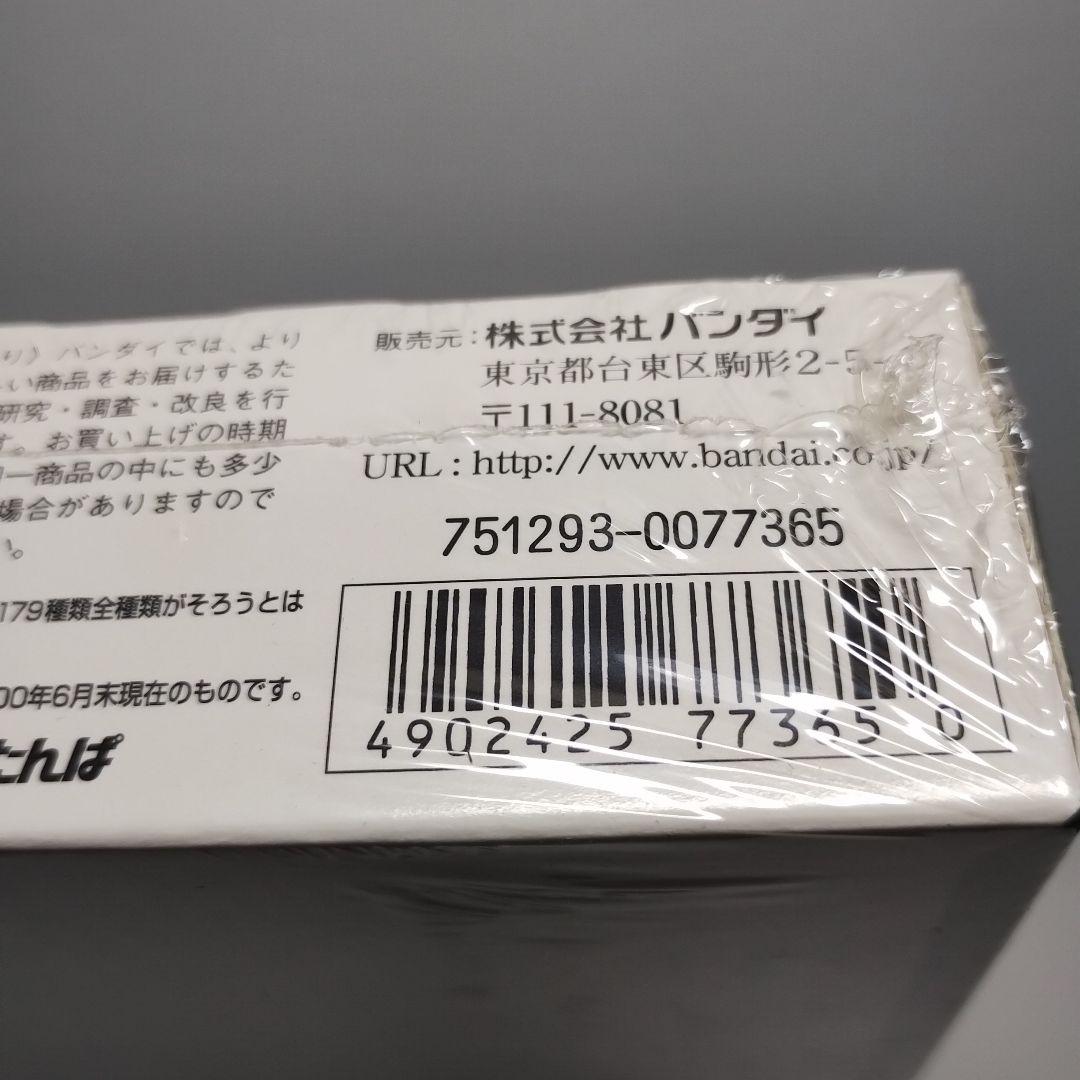 り》バンダイでは、より
い商品をお届けするた
研究・調査・改良を行
す。お買い上げの時期
一商品の中にも多少
場合がありますので
い。
179種類全種類がそろうとは
00年6月末現在のものです。
たんぱ
販売元:株式会社バンダイ
東京都台東区駒形2-5-
〒111-8081
URL:http://www.bandai.co.jp/
751293-0077365
4902425 773650